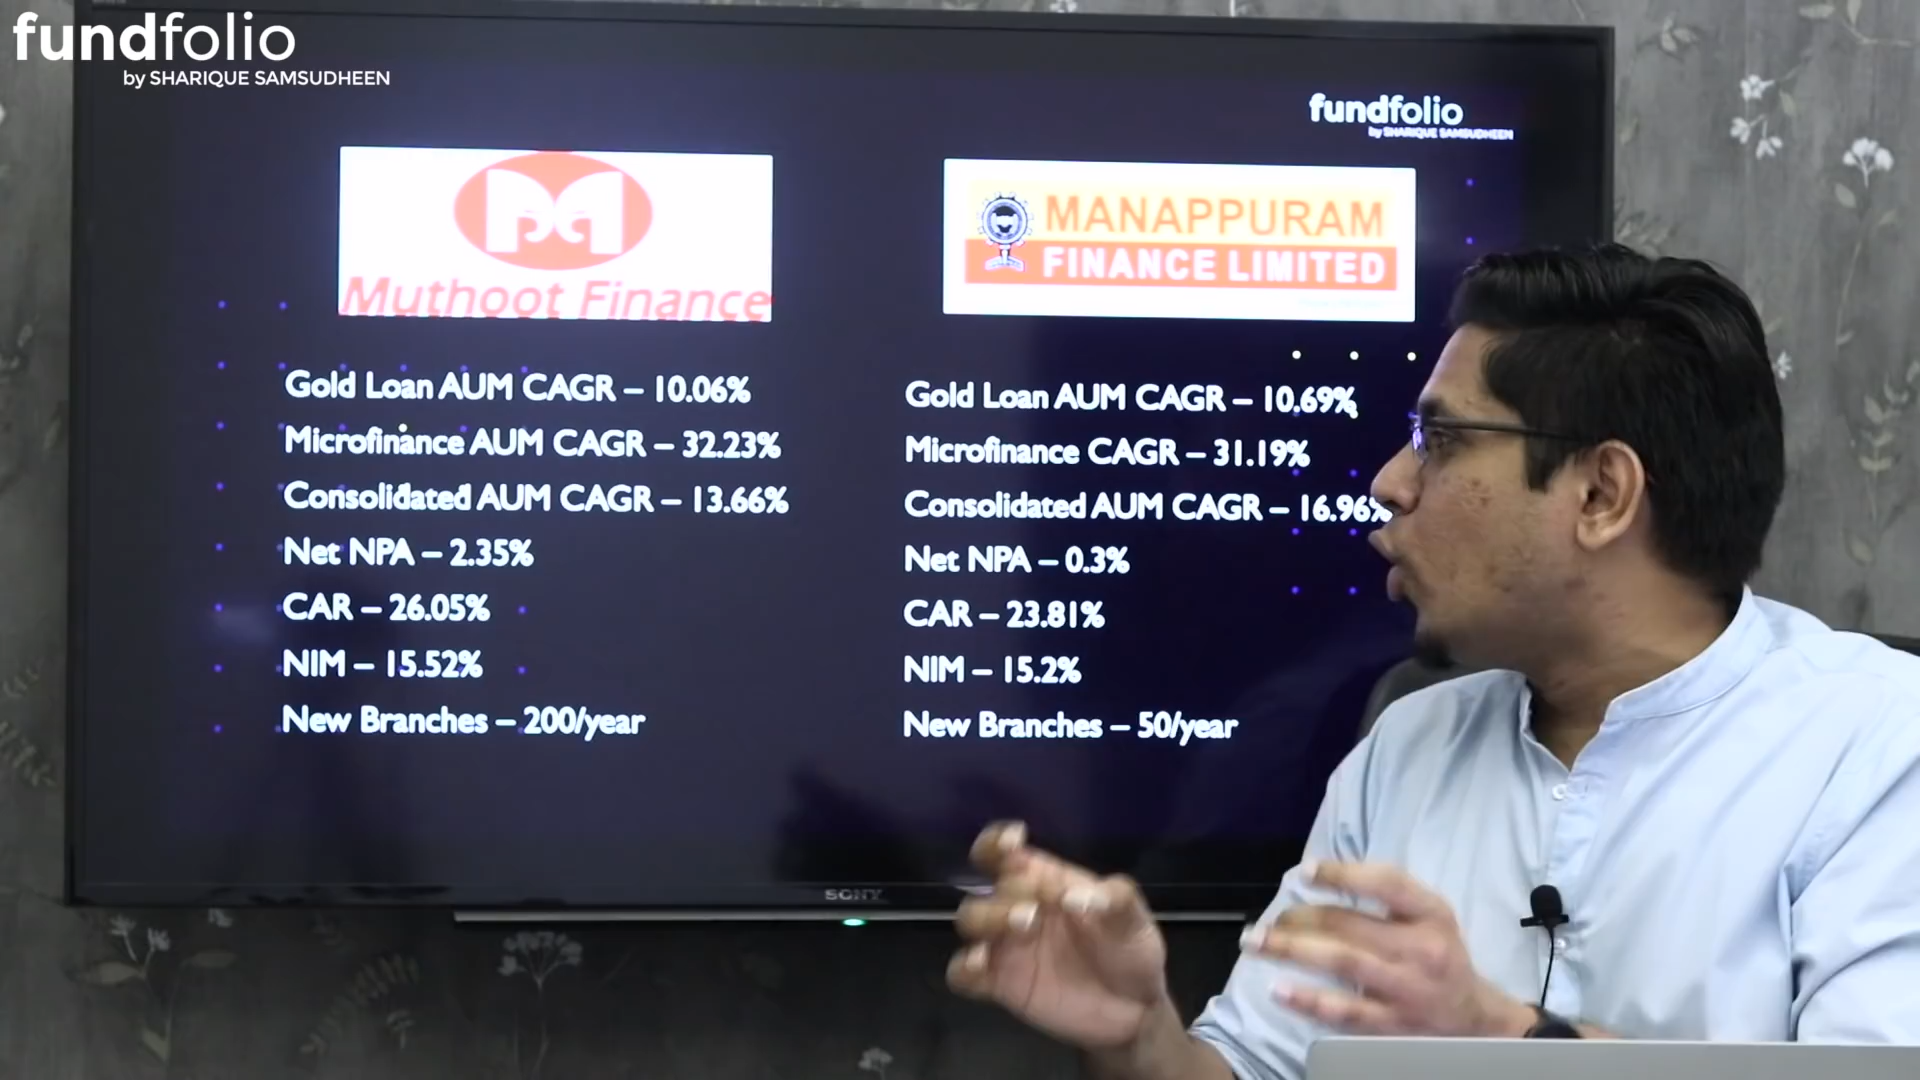 fundfolio
by SHARIQUE SAMSUDHEEN
fundfolio
by SHARIQUE SAMSUDHEEN
Muthoot Finance
Gold Loan AUM CAGR – 10.06%
Microfinance AUM CAGR – 32.23%
Consolidated AUM CAGR – 13.66%
Net NPA – 2.35%
CAR – 26.05%
NIM – 15.52%
New Branches – 200/year
MANAPPURAM
FINANCE LIMITED
Gold Loan AUM CAGR – 10.69%
Microfinance CAGR – 31.19%
Consolidated AUM CAGR – 16.96%
Net NPA – 0.3%
CAR – 23.81%
NIM – 15.2%
New Branches – 50/year
SONY